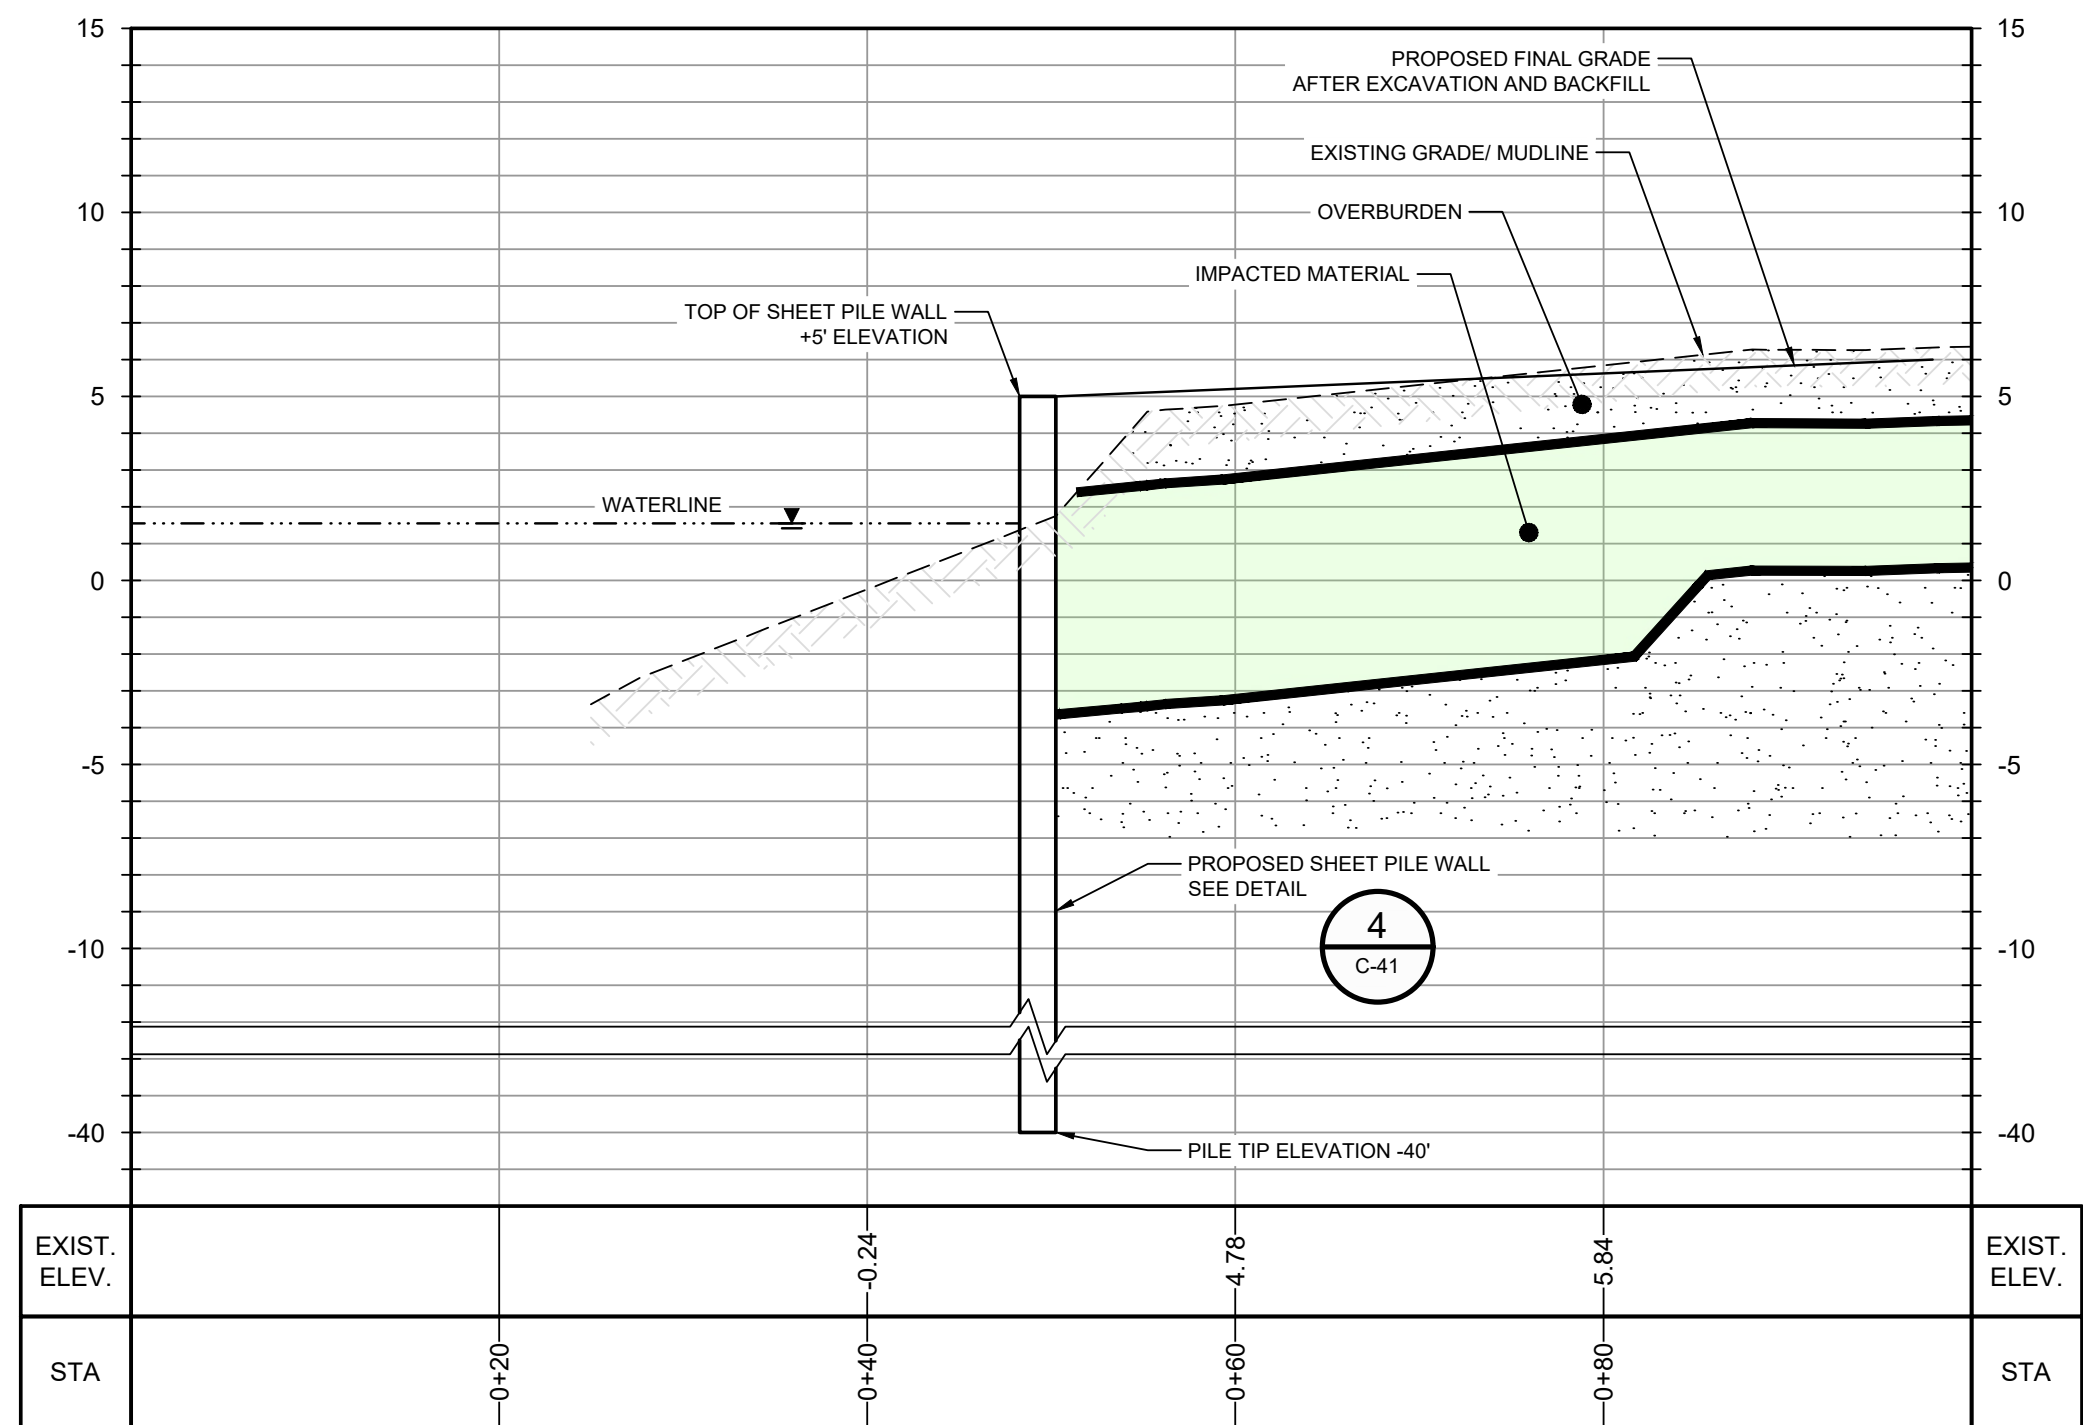 15
15
PROPOSED FINAL GRADE
AFTER EXCAVATION AND BACKFILL
EXISTING GRADE/ MUDLINE
10
OVERBURDEN
10
IMPACTED MATERIAL
TOP OF SHEET PILE WALL
+5' ELEVATION
5
5
WATERLINE
0
0
-5
-5
PROPOSED SHEET PILE WALL
SEE DETAIL
4
C-41
-10
-10
-40
-40
PILE TIP ELEVATION -40'
EXIST.
ELEV.
-0.24
4.78
5.84
EXIST.
ELEV.
STA
0+20
0+40
0+60
0+80
STA